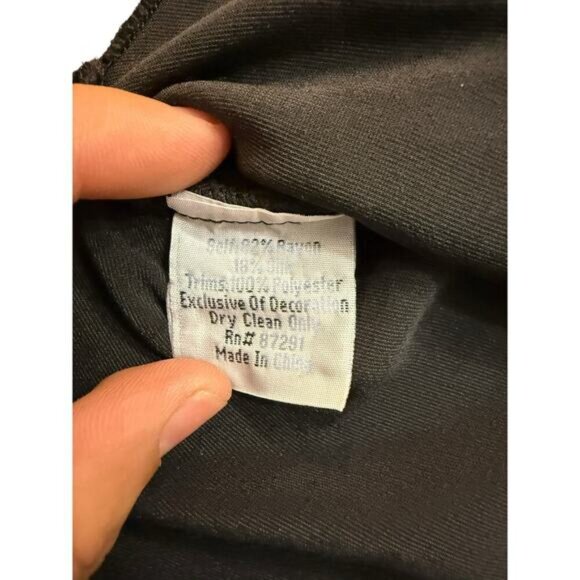 Self:82% Rayon
18% Silk
Trims:100% Polyester
Exclusive Of Decoration
Dry Clean Only
Rn# 87291
Made In China